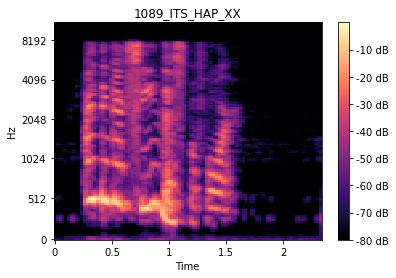 1089_ITS_HAP_XX
8192
4096
2048
1024
512
0
Hz
0
0.5
1
1.5
2
Time
-10 dB
-20 dB
-30 dB
-40 dB
-50 dB
-60 dB
-70 dB
-80 dB